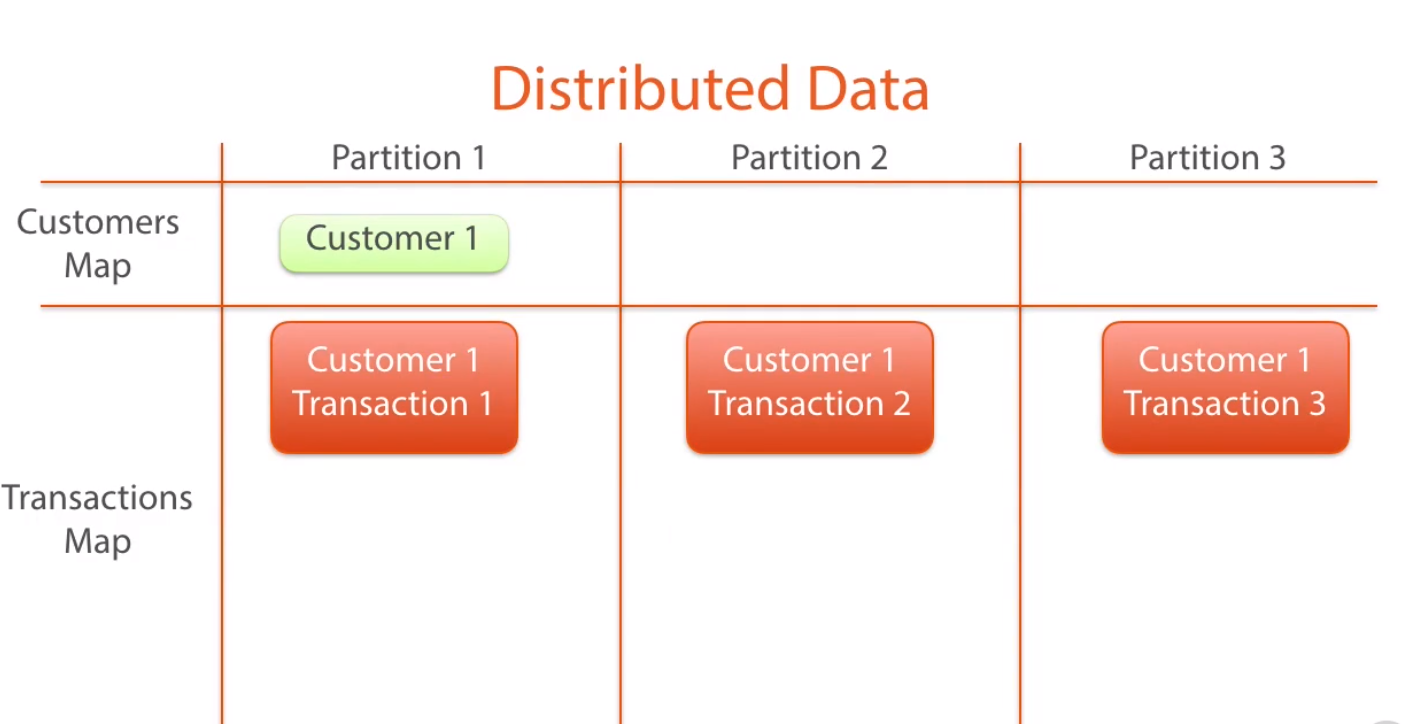 Distributed Data
Partition 1
Partition 2
Partition 3
Customers
Map
Customer 1
Customer 1
Transaction 1
Customer 1
Transaction 2
Customer 1
Transaction 3
Transactions
Map